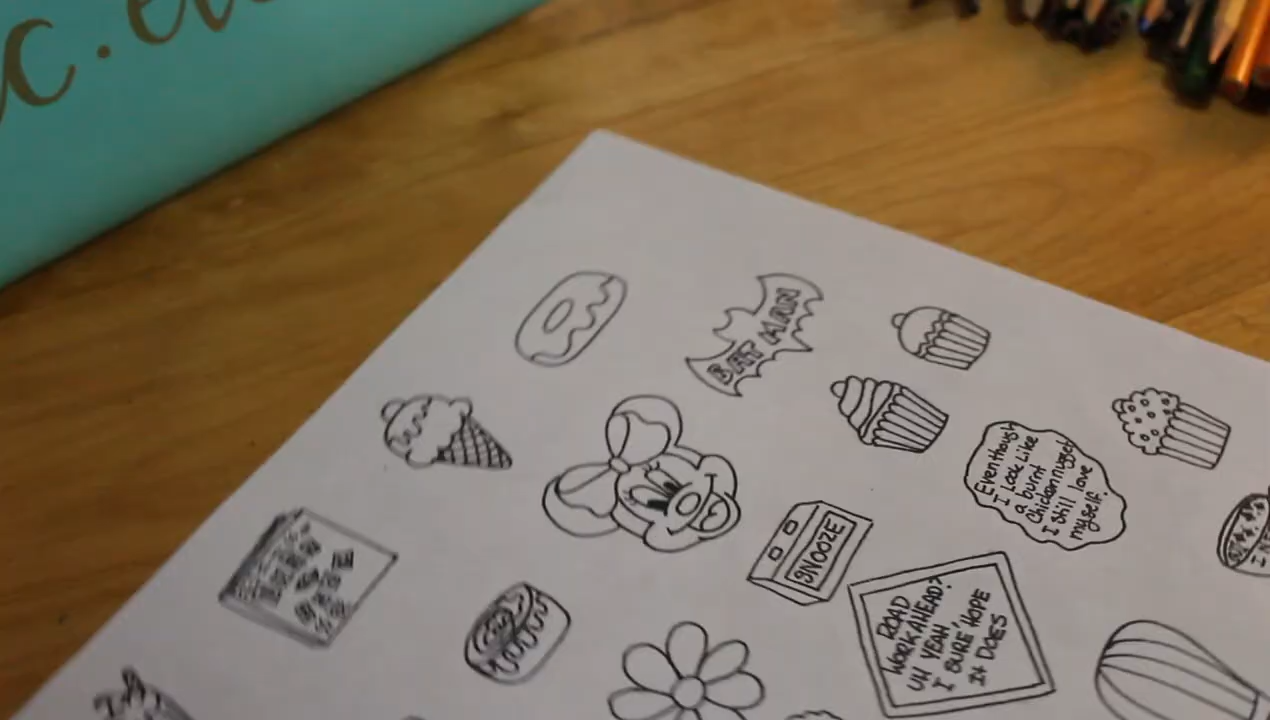 BAT MAN
Even though
I Look Like
a burnt
Chicken nugget
I still love
myself.
SNOOZE
ROAD
WORK AHEAD?
UH YEAH,
I SURE HOPE
It DOES